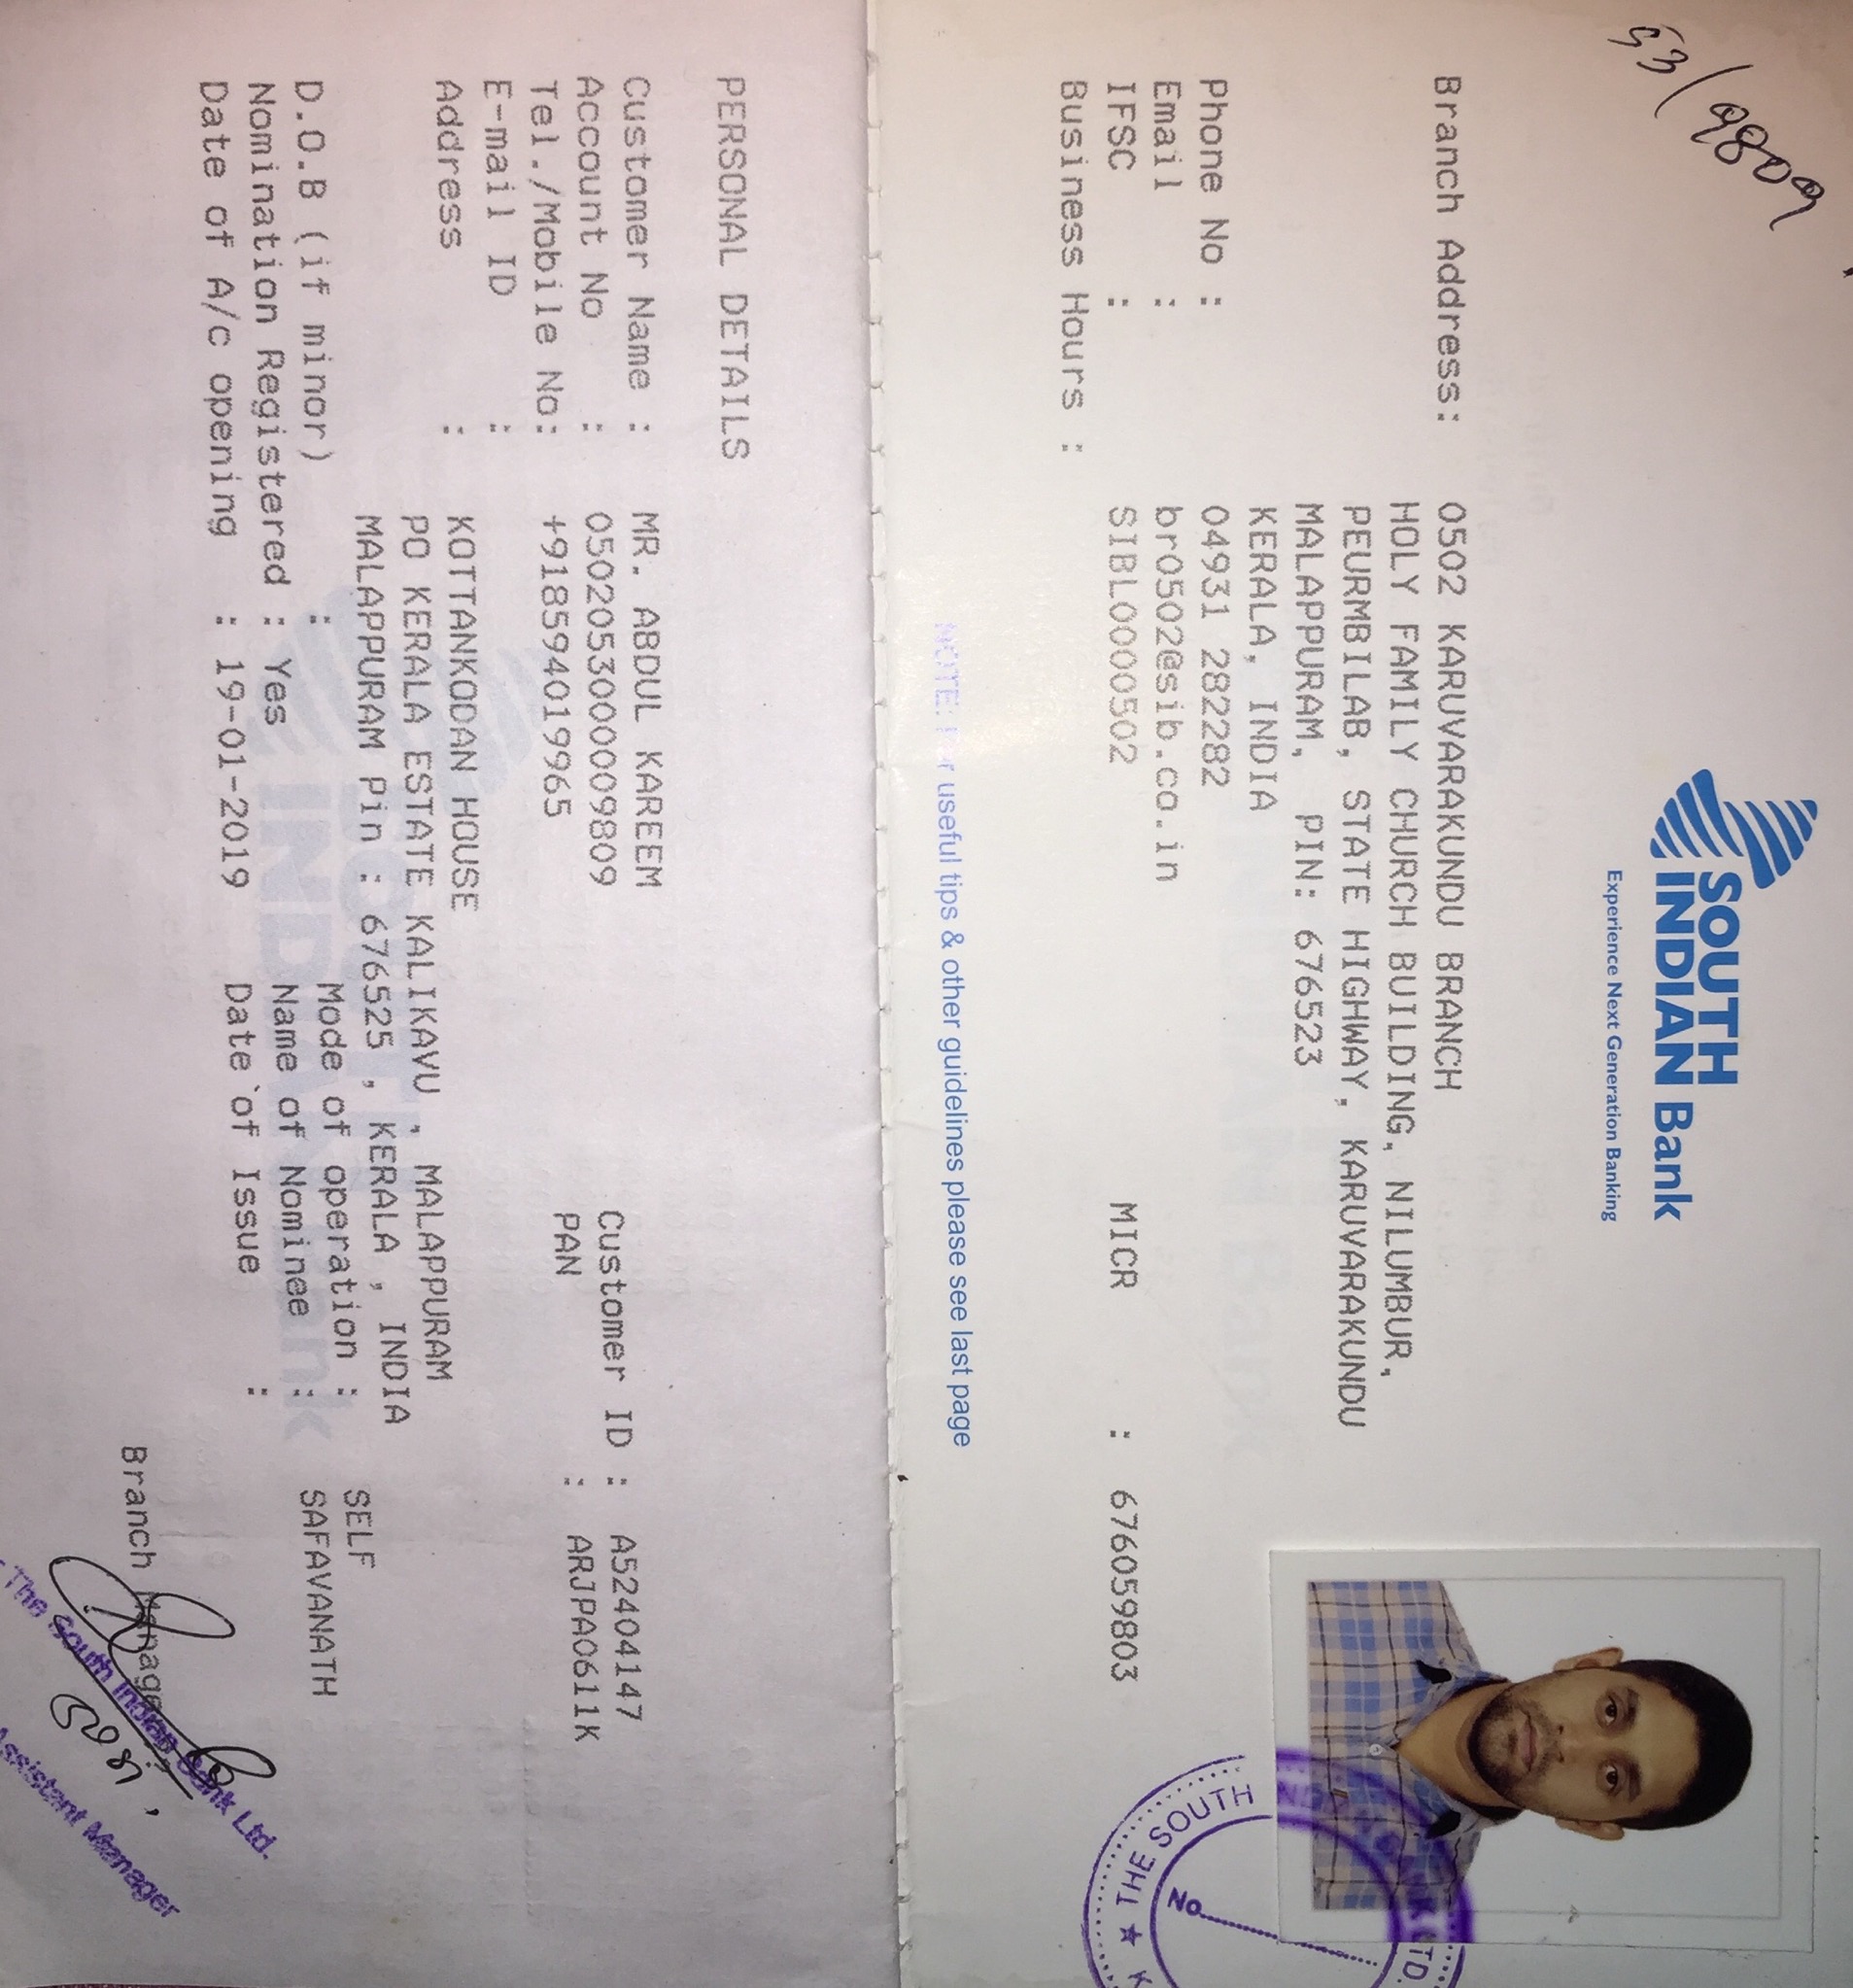 53/9809
SOUTH
INDIAN Bank
Experience Next Generation Banking
Branch Address: 0502 KARUVARAKUNDU BRANCH
HOLY FAMILY CHURCH BUILDING, NILUMBUR,
PEURMBILAB, STATE HIGHWAY, KARUVARAKUNDU
MALAPPURAM, PIN: 676523
KERALA, INDIA
Phone No : 04931 282282
Email : br0502@sib.co.in
IFSC : SIBL0000502 MICR : 676059803
Business Hours :
THE SOUTH INDIAN BANK LTD.
No
NOTE: For useful tips & other guidelines please see last page
PERSONAL DETAILS
Customer Name : MR. ABDUL KAREEM Customer ID : A52404147
Account No : 0502053000009809 PAN : ARJPA0611K
Tel./Mobile No: +918594019965
E-mail ID :
Address : KOTTANKODAN HOUSE
PO KERALA ESTATE KALIKAVU , MALAPPURAM
MALAPPURAM Pin : 676525 , KERALA , INDIA
D.O.B (if minor) : Mode of operation : SELF
Nomination Registered : Yes Name of Nominee : SAFAVANATH
Date of A/c opening : 19-01-2019 Date of Issue :
Branch Manager
The South Indian Bank Ltd.
Assistant Manager